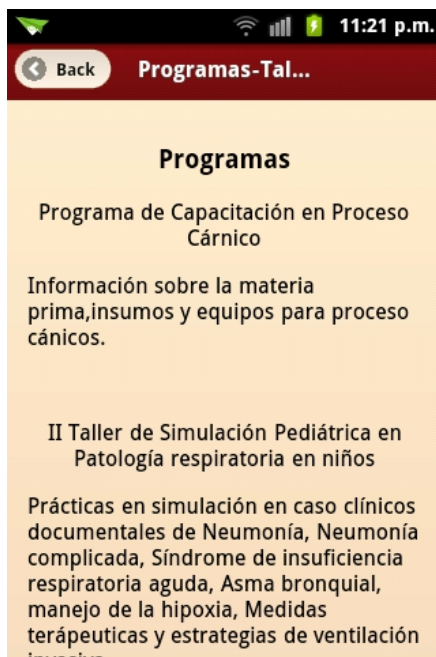 11:21 p.m.
Back
Programas-Tal...
Programas
Programa de Capacitación en Proceso
Cárnico
Información sobre la materia
prima,insumos y equipos para proceso
cánicos.
II Taller de Simulación Pediátrica en
Patología respiratoria en niños
Prácticas en simulación en caso clínicos
documentales de Neumonía, Neumonía
complicada, Síndrome de insuficiencia
respiratoria aguda, Asma bronquial,
manejo de la hipoxia, Medidas
terápeuticas y estrategias de ventilación